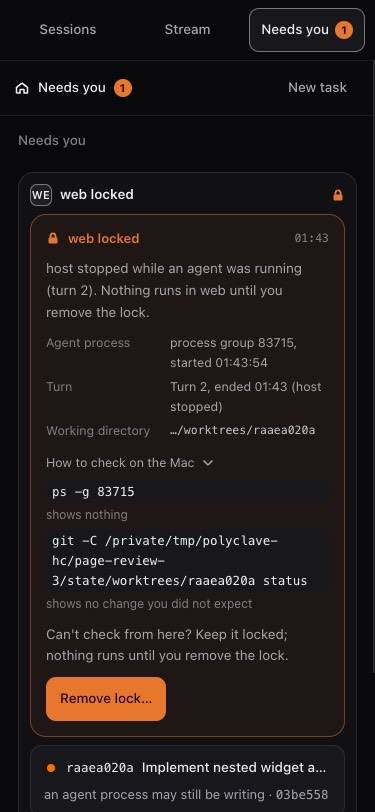 Sessions Stream Needs you 1
Needs you 1 New task
Needs you
WE web locked
web locked 01:43
host stopped while an agent was running
(turn 2). Nothing runs in web until you
remove the lock.
Agent process process group 83715,
started 01:43:54
Turn Turn 2, ended 01:43 (host
stopped)
Working directory …/worktrees/raaea020a
How to check on the Mac
ps -g 83715
shows nothing
git -C /private/tmp/polyclave-
hc/page-review-
3/state/worktrees/raaea020a status
shows no change you did not expect
Can't check from here? Keep it locked;
nothing runs until you remove the lock.
Remove lock...
raaea020a Implement nested widget a...
an agent process may still be writing · 03be558